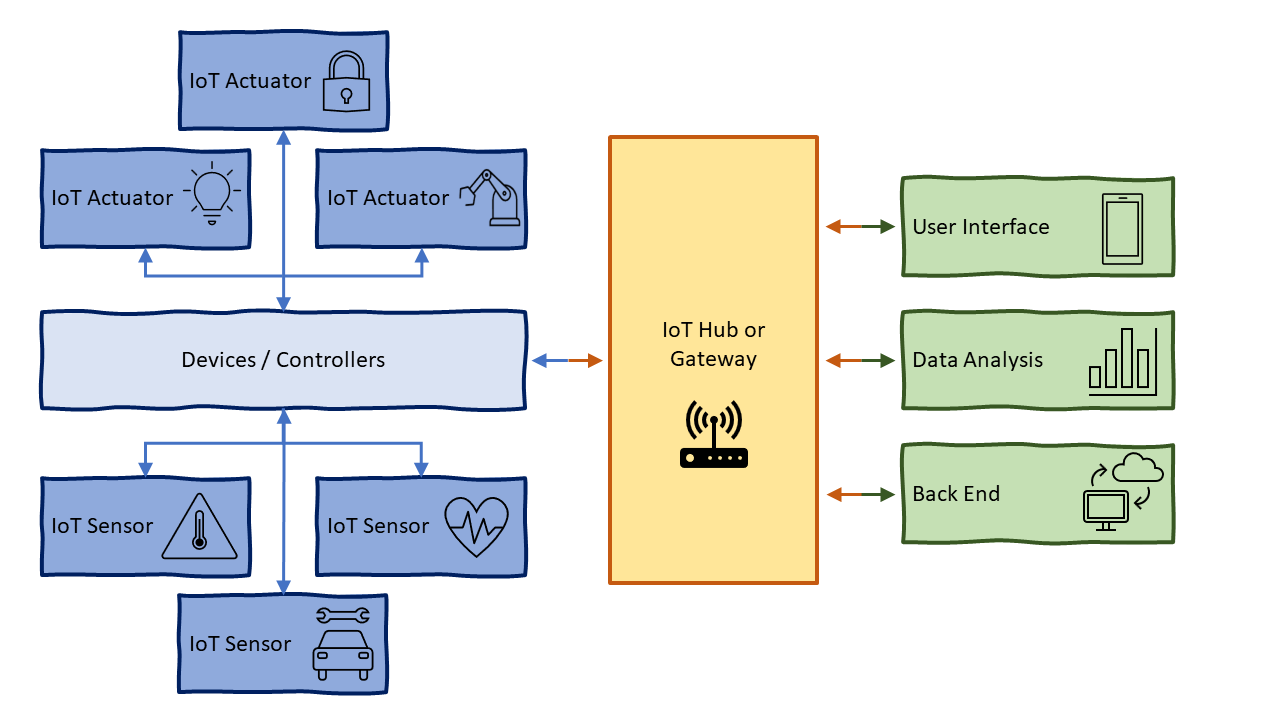 IoT Actuator
IoT Actuator
IoT Actuator
Devices / Controllers
IoT Sensor
IoT Sensor
IoT Sensor
IoT Hub or
Gateway
User Interface
Data Analysis
Back End